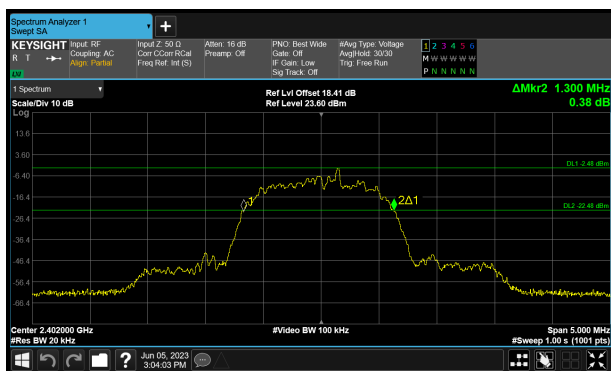 Spectrum Analyzer 1
Swept SA
+
KEYSIGHT Input: RF Input Z: 50 Ω Atten: 16 dB PNO: Best Wide #Avg Type: Voltage 1 2 3 4 5 6
R T Coupling: AC Corr CCorr RCal Preamp: Off Gate: Off Avg|Hold: 30/30 M W W W W W
Align: Partial Freq Ref: Int (S) IF Gain: Low Trig: Free Run
Sig Track: Off P N N N N N
LXI
1 Spectrum
Ref Lvl Offset 18.41 dB ΔMkr2 1.300 MHz
Scale/Div 10 dB Ref Level 23.60 dBm 0.38 dB
Log
13.6
3.60
DL1 -2.48 dBm
-6.40
-16.4
1 2Δ1
DL2 -22.48 dBm
-26.4
-36.4
-46.4
-56.4
-66.4
Center 2.402000 GHz #Video BW 100 kHz Span 5.000 MHz
#Res BW 20 kHz #Sweep 1.00 s (1001 pts)
? Jun 05, 2023
3:04:03 PM